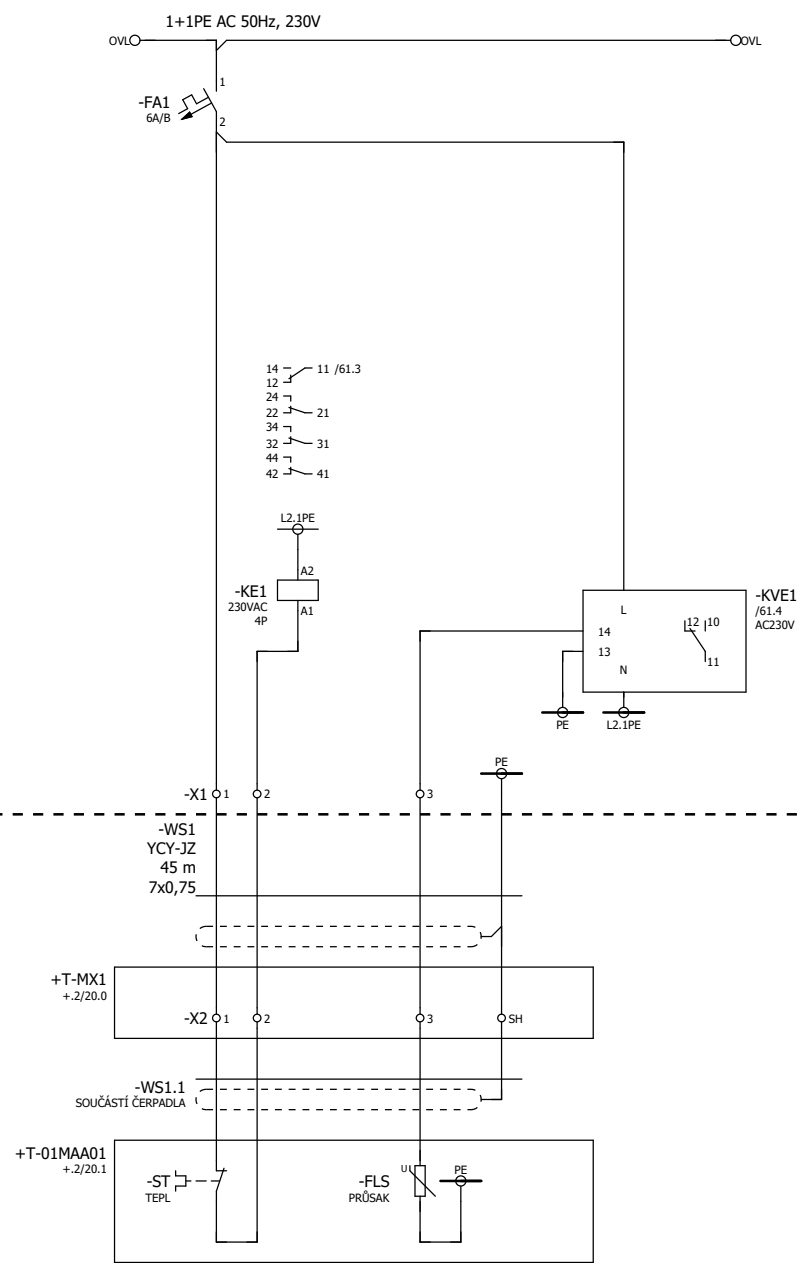 1+1PE AC 50Hz, 230V
OVL
OVL
1
-FA1
6A/B
2
14
11 /61.3
12
24
22
21
34
32
31
44
42
41
L2.1PE
A2
-KE1
230VAC
4P
A1
-KVE1
/61.4
AC230V
L
14
12
10
13
11
N
PE
L2.1PE
PE
-X1
1
2
3
-WS1
YCY-JZ
45 m
7x0,75
+T-MX1
+.2/20.0
-X2
1
2
3
SH
-WS1.1
SOUČÁSTÍ ČERPADLA
+T-01MAA01
+.2/20.1
-ST
TEPL
-FLS
PRŮSAK
U
PE